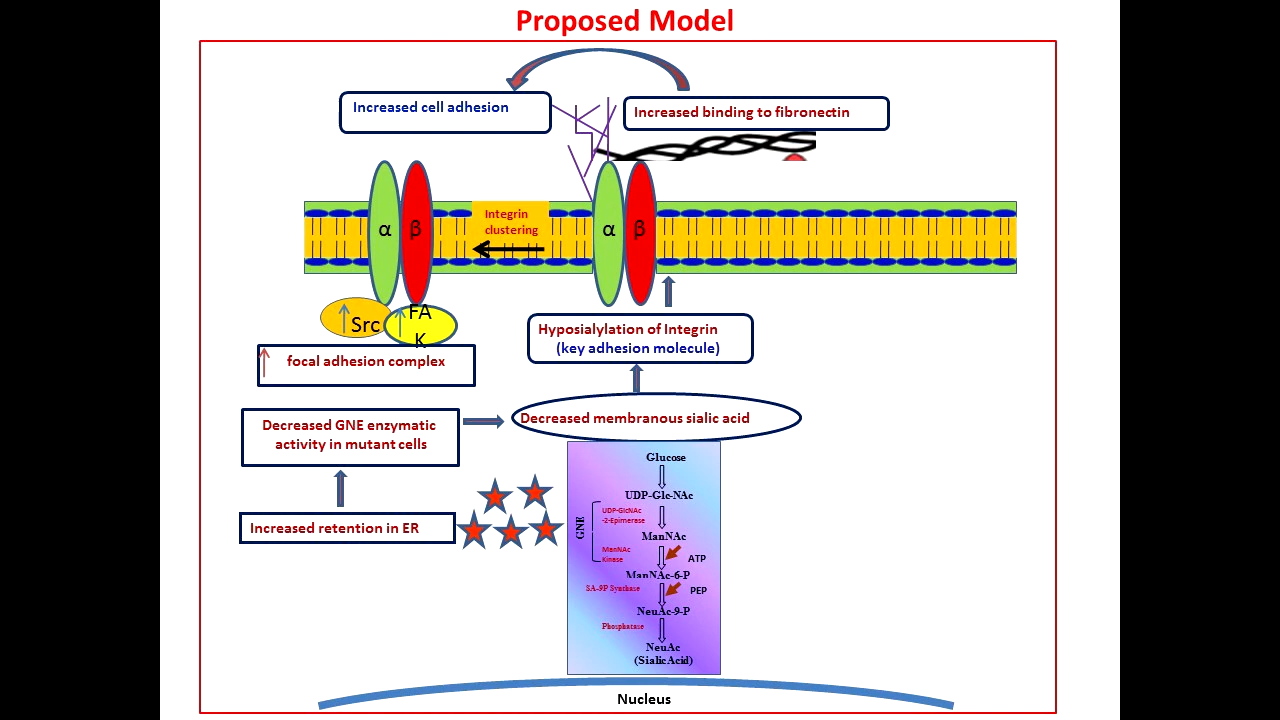 Proposed Model
Increased cell adhesion
Increased binding to fibronectin
Integrin
clustering
α
β
α
β
Src
FA
K
focal adhesion complex
Hyposialylation of Integrin
(key adhesion molecule)
Decreased GNE enzymatic
activity in mutant cells
Decreased membranous sialic acid
Increased retention in ER
Glucose
UDP-Glc-NAc
GNE
UDP-GlcNAc
-2-Epimerase
ManNAc
ManNAc
Kinase
ATP
ManNAc-6-P
SA-9P Synthase
PEP
NeuAc-9-P
Phosphatase
NeuAc
(SialicAcid)
Nucleus